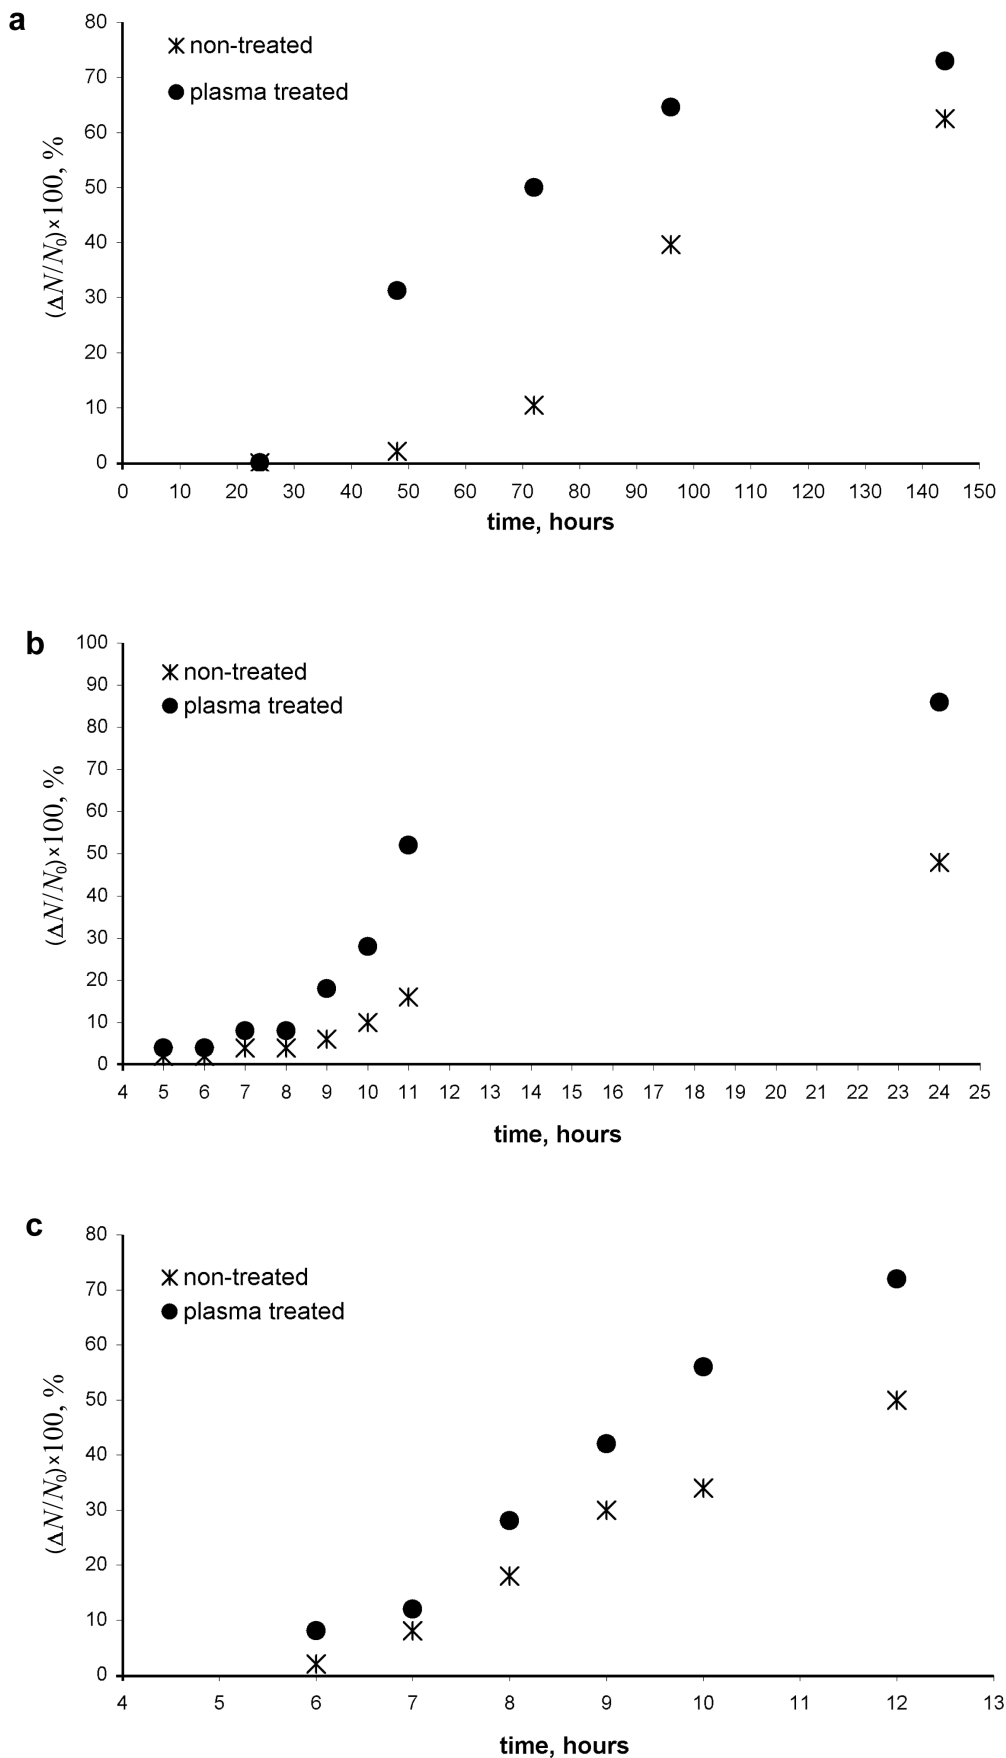 a
80
70
60
50
40
30
20
10
0
(ΔN/N₀)×100, %
non-treated
plasma treated
0 10 20 30 40 50 60 70 80 90 100 110 120 130 140 150
time, hours
b
100
90
80
70
60
50
40
30
20
10
0
(ΔN/N₀)×100, %
non-treated
plasma treated
4 5 6 7 8 9 10 11 12 13 14 15 16 17 18 19 20 21 22 23 24 25
time, hours
c
80
70
60
50
40
30
20
10
0
(ΔN/N₀)×100, %
non-treated
plasma treated
4 5 6 7 8 9 10 11 12 13
time, hours